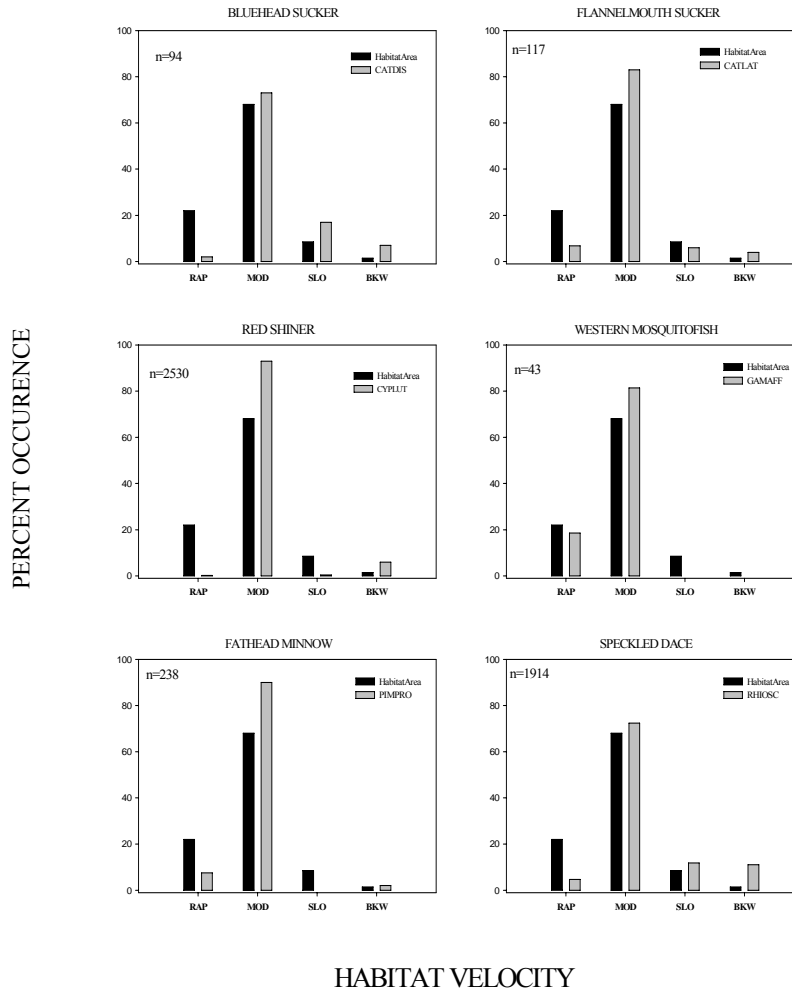 BLUEHEAD SUCKER
n=94
HabitatArea
CATDIS
100
80
60
40
20
0
RAP MOD SLO BKW
FLANNELMOUTH SUCKER
n=117
HabitatArea
CATLAT
100
80
60
40
20
0
RAP MOD SLO BKW
RED SHINER
n=2530
HabitatArea
CYPLUT
100
80
60
40
20
0
RAP MOD SLO BKW
WESTERN MOSQUITOFISH
n=43
HabitatArea
GAMAFF
100
80
60
40
20
0
RAP MOD SLO BKW
FATHEAD MINNOW
n=238
HabitatArea
PIMPRO
100
80
60
40
20
0
RAP MOD SLO BKW
SPECKLED DACE
n=1914
HabitatArea
RHIOSC
100
80
60
40
20
0
RAP MOD SLO BKW
PERCENT OCCURENCE
HABITAT VELOCITY